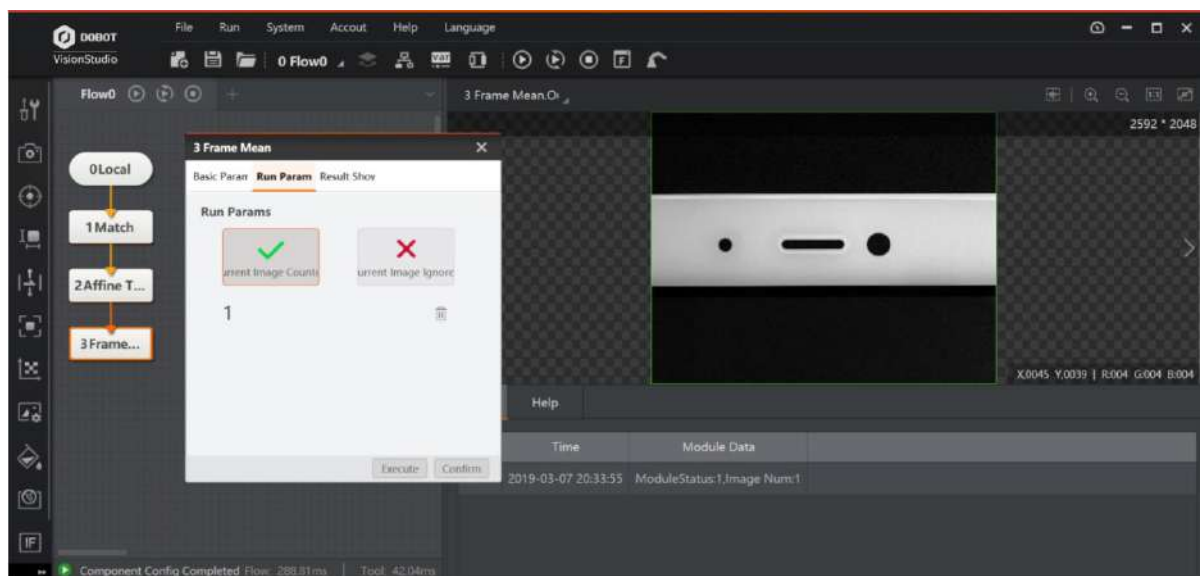 DOBOT
VisionStudio
File Run System Accout Help Language
0 Flow0
Flow0
3 Frame Mean.O
2592 * 2048
0Local
1Match
2Affine T...
3Frame...
3 Frame Mean
Basic Param Run Param Result Shov
Run Params
urrent Image Counti
urrent Image Ignore
1
Execute Confirm
X,0045 Y,0039 | R:004 G:004 B:004
Help
Time Module Data
2019-03-07 20:33:55 ModuleStatus:1,Image Num:1
IF
Component Config Completed Flow: 288.81ms | Tool: 42.04ms